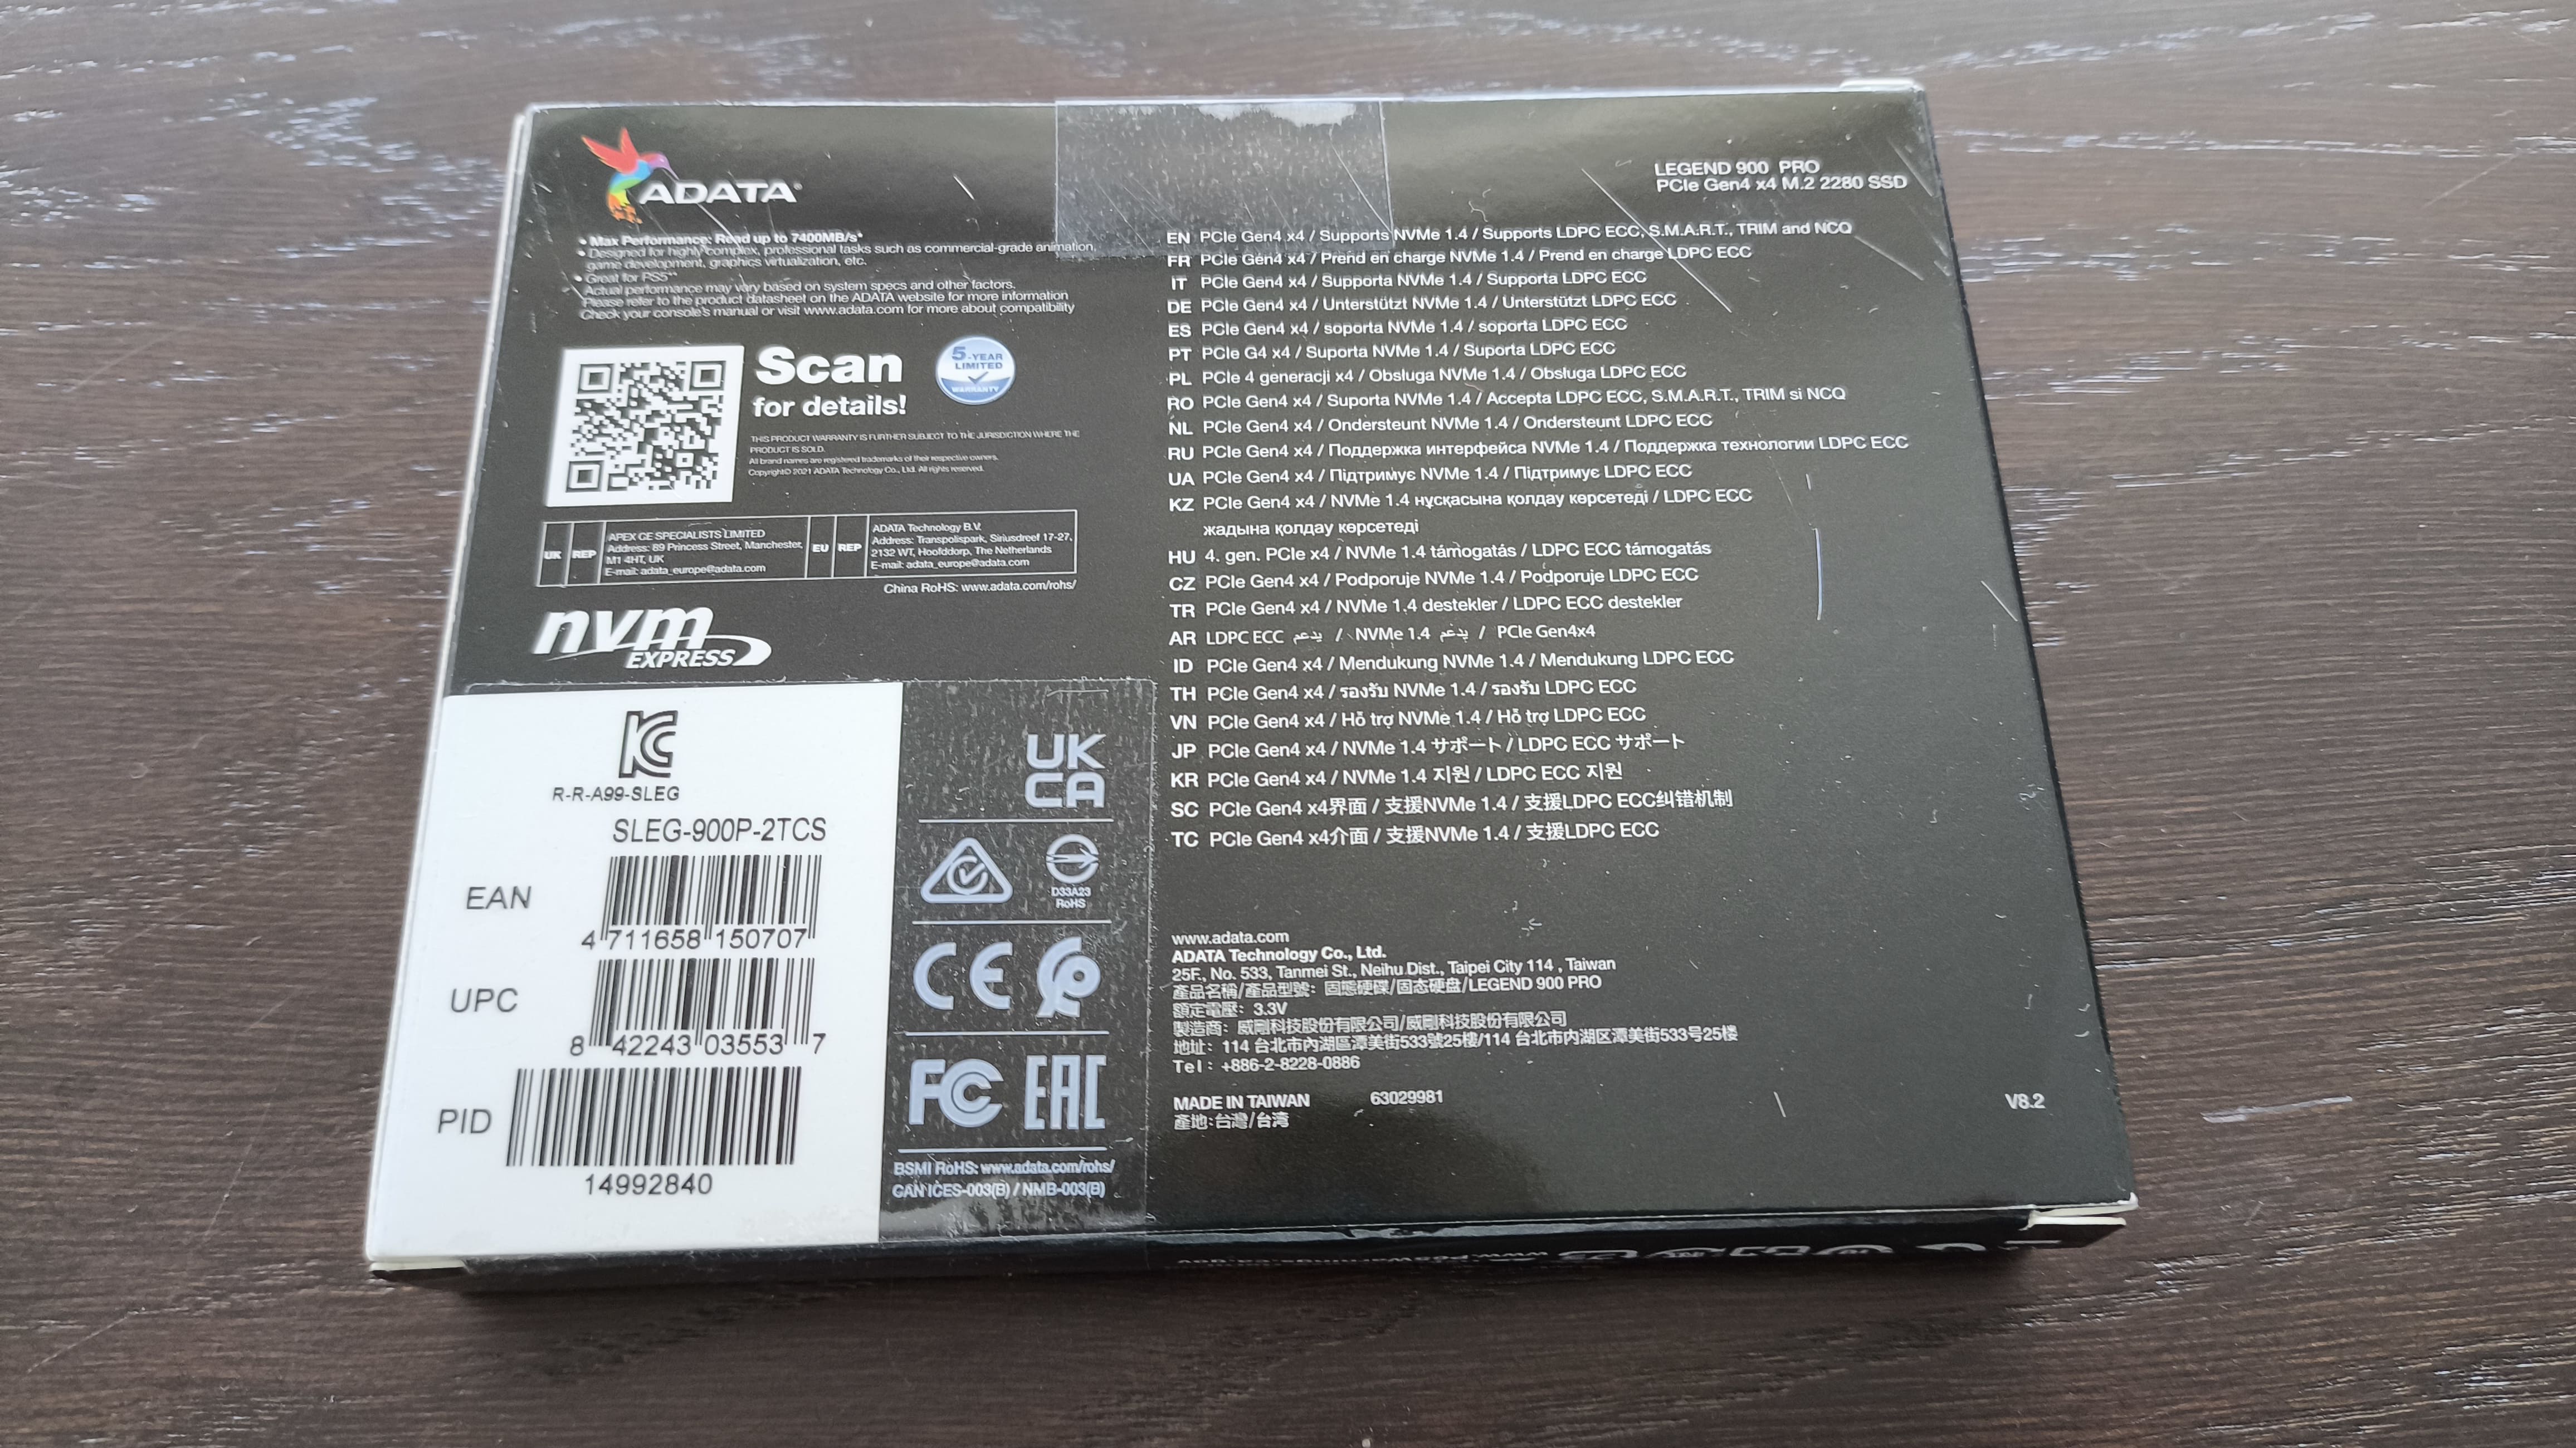 ADATA®
LEGEND 900 PRO
PCIe Gen4 x4 M.2 2280 SSD
• Max Performance: Read up to 7400MB/s*
• Designed for highly complex, professional tasks such as commercial-grade animation,
game development, graphics virtualization, etc.
• Great for PS5**
Actual performance may vary based on system specs and other factors.
Please refer to the product datasheet on the ADATA website for more information
Check your console's manual or visit www.adata.com for more about compatibility
Scan
for details!
5-YEAR
LIMITED
WARRANTY
THIS PRODUCT WARRANTY IS FURTHER SUBJECT TO THE JURISDICTION WHERE THE
PRODUCT IS SOLD.
All brand names are registered trademarks of their respective owners.
Copyright© 2021 ADATA Technology Co., Ltd. All rights reserved.
UK REP
APEX CE SPECIALISTS LIMITED
Address: 89 Princess Street, Manchester,
M1 4HT, UK
E-mail: adata_europe@adata.com
EU REP
ADATA Technology B.V.
Address: Transpolispark, Siriusdreef 17-27,
2132 WT, Hoofddorp, The Netherlands
E-mail: adata_europe@adata.com
China RoHS: www.adata.com/rohs/
nvm
EXPRESS
R-R-A99-SLEG
SLEG-900P-2TCS
EAN
4 711658 150707
UPC
8 42243 03553 7
PID
14992840
UK
CA
D33A23
RoHS
CE
FC EAC
BSMI RoHS: www.adata.com/rohs/
CAN ICES-003(B) / NMB-003(B)
EN PCIe Gen4 x4 / Supports NVMe 1.4 / Supports LDPC ECC, S.M.A.R.T., TRIM and NCQ
FR PCIe Gen4 x4 / Prend en charge NVMe 1.4 / Prend en charge LDPC ECC
IT PCIe Gen4 x4 / Supporta NVMe 1.4 / Supporta LDPC ECC
DE PCIe Gen4 x4 / Unterstützt NVMe 1.4 / Unterstützt LDPC ECC
ES PCIe Gen4 x4 / soporta NVMe 1.4 / soporta LDPC ECC
PT PCIe G4 x4 / Suporta NVMe 1.4 / Suporta LDPC ECC
PL PCIe 4 generacji x4 / Obsługa NVMe 1.4 / Obsługa LDPC ECC
RO PCIe Gen4 x4 / Suporta NVMe 1.4 / Accepta LDPC ECC, S.M.A.R.T., TRIM si NCQ
NL PCIe Gen4 x4 / Ondersteunt NVMe 1.4 / Ondersteunt LDPC ECC
RU PCIe Gen4 x4 / Поддержка интерфейса NVMe 1.4 / Поддержка технологии LDPC ECC
UA PCIe Gen4 x4 / Підтримує NVMe 1.4 / Підтримує LDPC ECC
KZ PCIe Gen4 x4 / NVMe 1.4 нұсқасына қолдау көрсетеді / LDPC ECC
жадына қолдау көрсетеді
HU 4. gen. PCIe x4 / NVMe 1.4 támogatás / LDPC ECC támogatás
CZ PCIe Gen4 x4 / Podporuje NVMe 1.4 / Podporuje LDPC ECC
TR PCIe Gen4 x4 / NVMe 1.4 destekler / LDPC ECC destekler
AR LDPC ECC يدعم / NVMe 1.4 يدعم / PCIe Gen4x4
ID PCIe Gen4 x4 / Mendukung NVMe 1.4 / Mendukung LDPC ECC
TH PCIe Gen4 x4 / รองรับ NVMe 1.4 / รองรับ LDPC ECC
VN PCIe Gen4 x4 / Hỗ trợ NVMe 1.4 / Hỗ trợ LDPC ECC
JP PCIe Gen4 x4 / NVMe 1.4 サポート / LDPC ECC サポート
KR PCIe Gen4 x4 / NVMe 1.4 지원 / LDPC ECC 지원
SC PCIe Gen4 x4界面 / 支援NVMe 1.4 / 支援LDPC ECC纠错机制
TC PCIe Gen4 x4介面 / 支援NVMe 1.4 / 支援LDPC ECC
www.adata.com
ADATA Technology Co., Ltd.
25F., No. 533, Tanmei St., Neihu Dist., Taipei City 114 , Taiwan
產品名稱/產品型號: 固態硬碟/固态硬盘/LEGEND 900 PRO
額定電壓: 3.3V
製造商: 威剛科技股份有限公司/威剛科技股份有限公司
地址: 114 台北市內湖區潭美街533號25樓/114 台北市内湖区潭美街533号25楼
Tel : +886-2-8228-0886
MADE IN TAIWAN 63029981
產地:台灣/台湾
V8.2